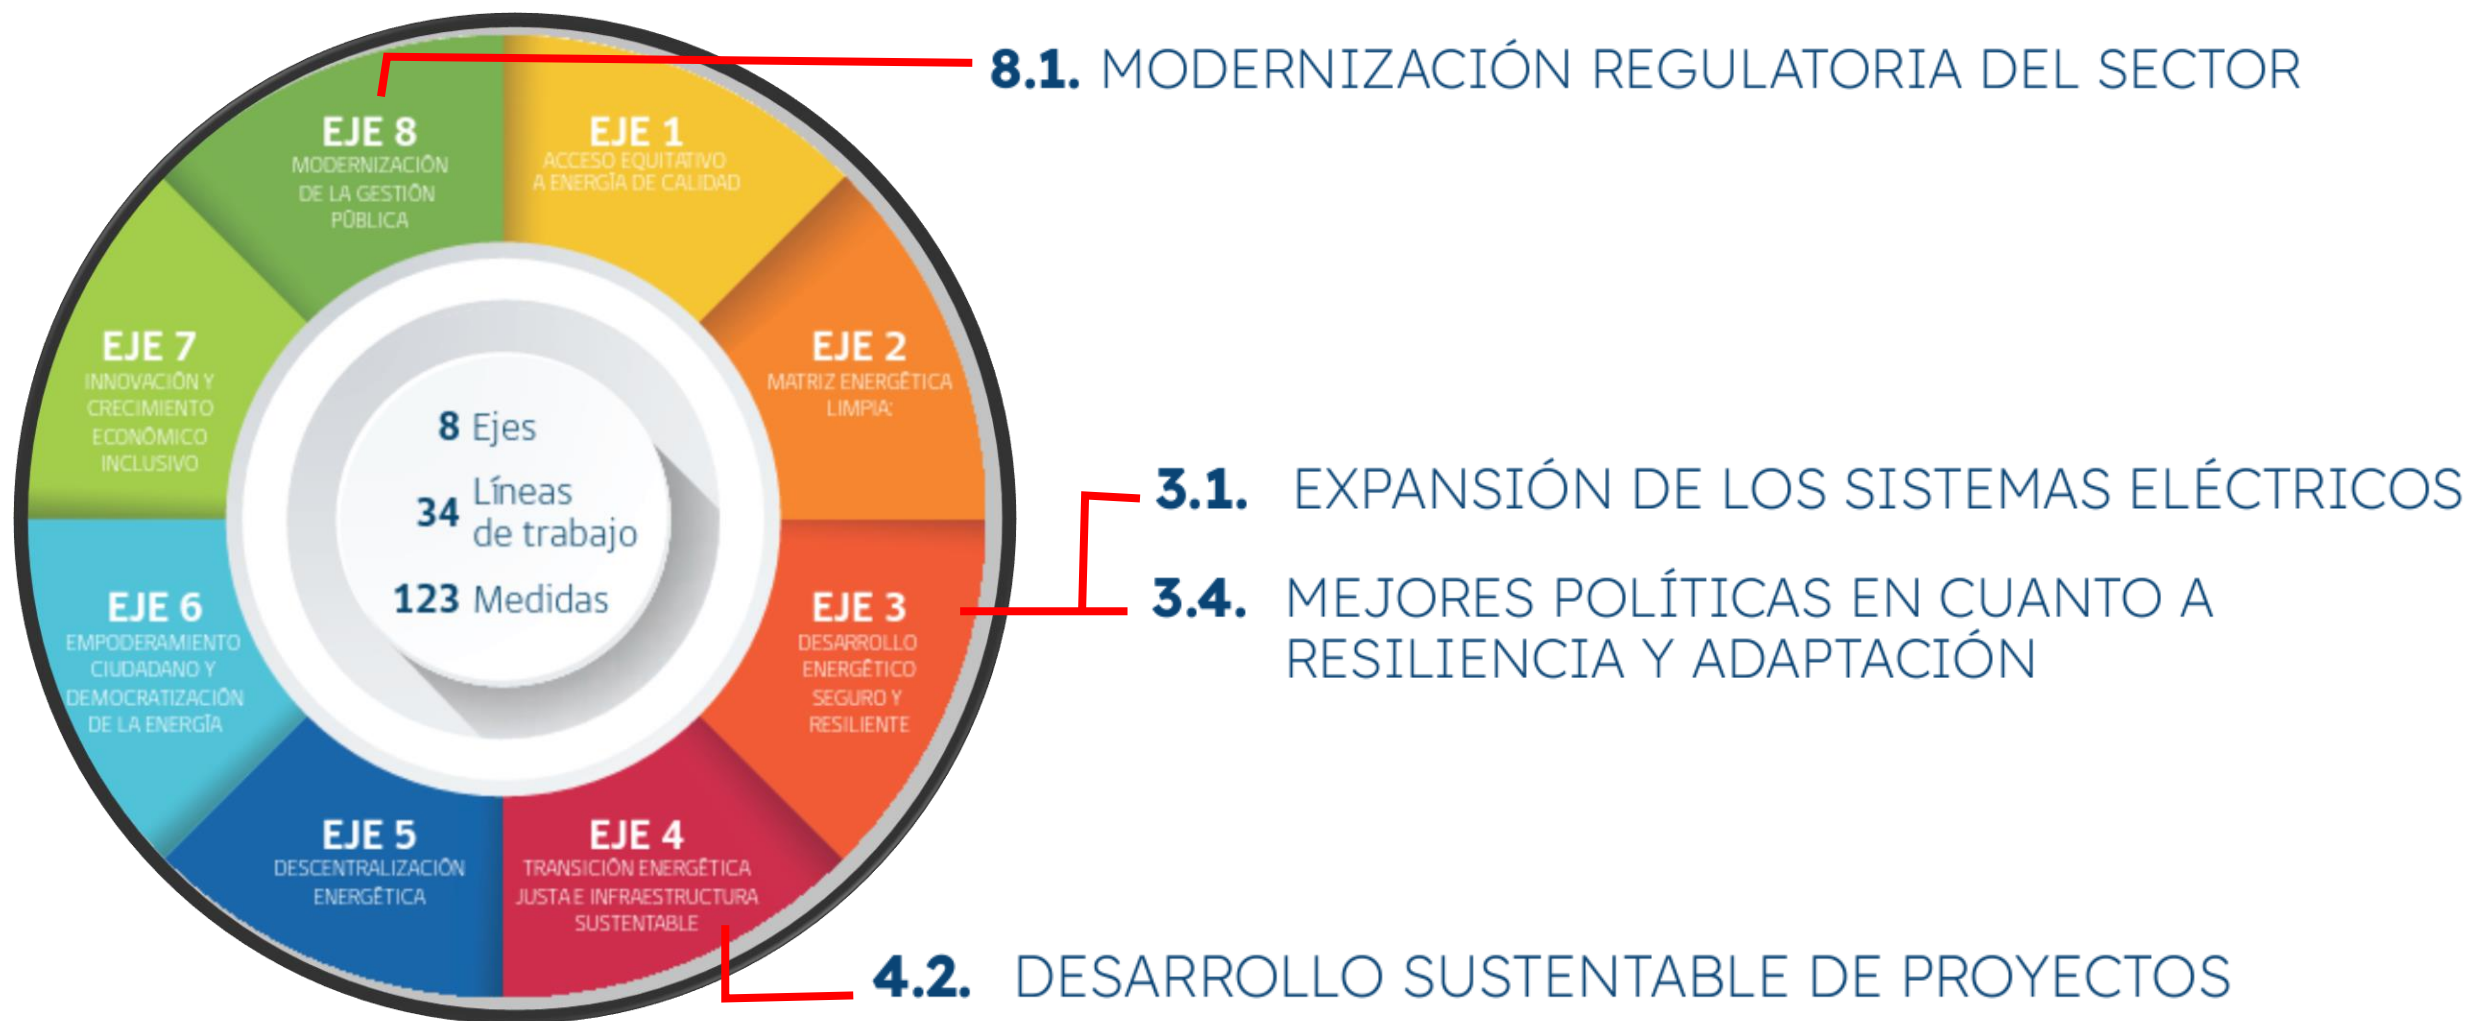 8.1. MODERNIZACIÓN REGULATORIA DEL SECTOR
EJE 8
MODERNIZACIÓN
DE LA GESTIÓN
PÚBLICA
EJE 1
ACCESO EQUITATIVO
A ENERGÍA DE CALIDAD
EJE 2
MATRIZ ENERGÉTICA
LIMPIA:
EJE 3
DESARROLLO
ENERGÉTICO
SEGURO Y
RESILIENTE
EJE 4
TRANSICIÓN ENERGÉTICA
JUSTA E INFRAESTRUCTURA
SUSTENTABLE
EJE 5
DESCENTRALIZACIÓN
ENERGÉTICA
EJE 6
EMPODERAMIENTO
CIUDADANO Y
DEMOCRATIZACIÓN
DE LA ENERGÍA
EJE 7
INNOVACIÓN Y
CRECIMIENTO
ECONÓMICO
INCLUSIVO
8 Ejes
34 Líneas
de trabajo
123 Medidas
3.1. EXPANSIÓN DE LOS SISTEMAS ELÉCTRICOS
3.4. MEJORES POLÍTICAS EN CUANTO A
RESILIENCIA Y ADAPTACIÓN
4.2. DESARROLLO SUSTENTABLE DE PROYECTOS